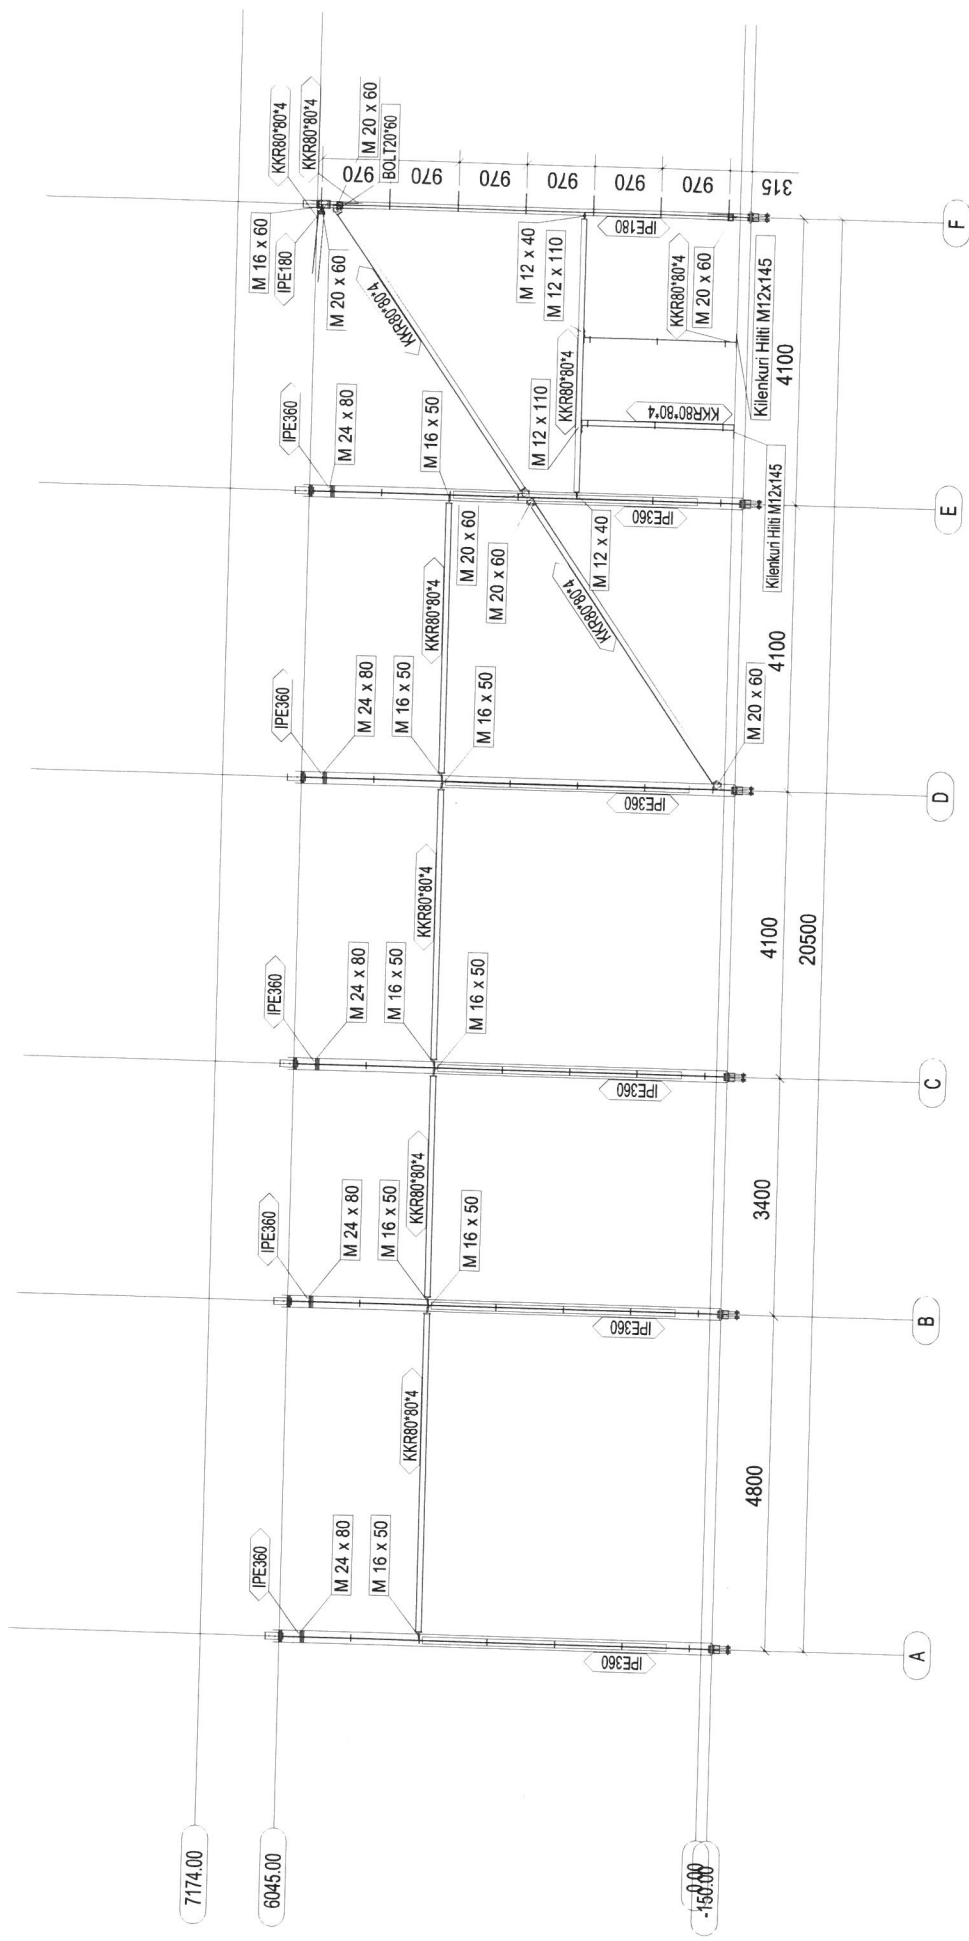 7174.00
6045.00
0.00
-150.00
IPE360
M 24 x 80
M 16 x 50
IPE360
KKR80*80*4
IPE360
M 24 x 80
M 16 x 50
M 16 x 50
IPE360
KKR80*80*4
IPE360
M 24 x 80
M 16 x 50
M 16 x 50
IPE360
KKR80*80*4
IPE360
M 24 x 80
M 16 x 50
M 16 x 50
IPE360
KKR80*80*4
IPE360
M 24 x 80
M 16 x 50
M 20 x 60
M 20 x 60
IPE360
M 20 x 60
KKR80*80*4
KKR80*80*4
M 12 x 110
M 12 x 40
KKR80*80*4
KKR80*80*4
Kilenkuri Hilti M12x145
M 12 x 40
M 12 x 110
KKR80*80*4
M 20 x 60
Kilenkuri Hilti M12x145
IPE180
M 16 x 60
IPE180
M 20 x 60
KKR80*80*4
KKR80*80*4
M 20 x 60
BOLT20*60
970
970
970
970
970
970
315
4800
3400
4100
4100
4100
20500
A
B
C
D
E
F